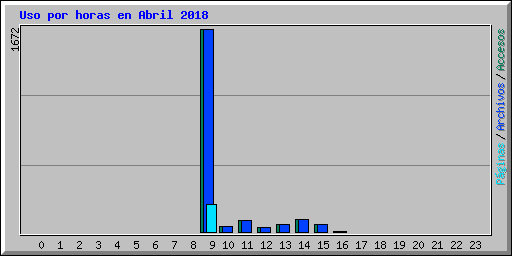 Uso por horas en Abril 2018
1672
Páginas / Archivos / Accesos
0 1 2 3 4 5 6 7 8 9 10 11 12 13 14 15 16 17 18 19 20 21 22 23